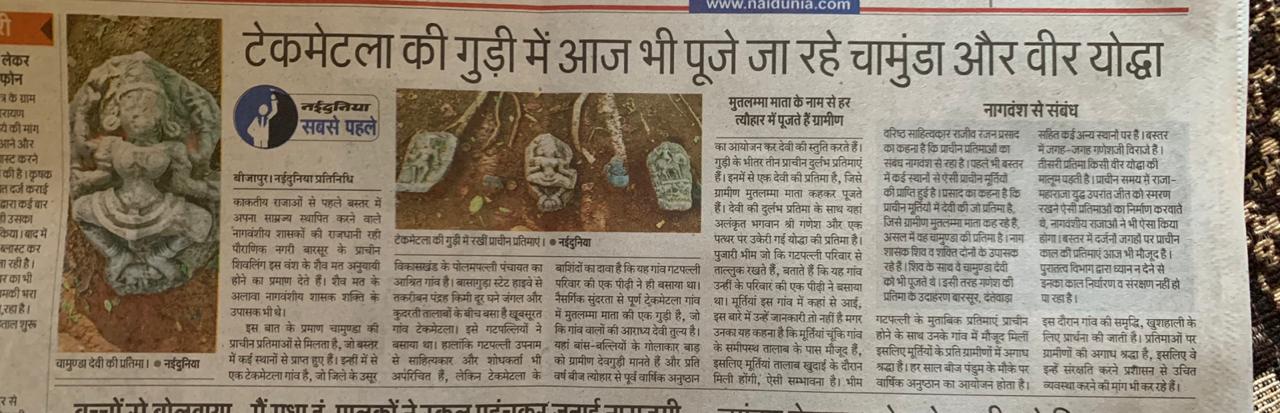 www.naidunia.com
री
लेकर
फोन
त्र के ग्राम
रायण
ये की मांग
आने और
ास्ट करने
की है। कृषक
त दर्ज कराई
द्वारा कई बार
ी उसका
किया। बाद में
ब्लास्ट कर
ा रही है।
र का भी
मकी भरा
,रहा है।
ताल शुरू
टेकमेटला की गुड़ी में आज भी पूजे जा रहे चामुंडा और वीर योद्धा
चामुण्डा देवी की प्रतिमा। ● नईदुनिया
नईदुनिया
सबसे पहले
बीजापुर। नईदुनिया प्रतिनिधि
काकतीय राजाओं से पहले बस्तर में
अपना साम्राज्य स्थापित करने वाले
नागवंशीय शासकों की राजधानी रही
पौराणिक नगरी बारसूर के प्राचीन
शिवलिंग इस वंश के शैव मत अनुयायी
होने का प्रमाण देते हैं। शैव मत के
अलावा नागवंशीय शासक शक्ति के
उपासक भी थे।
इस बात के प्रमाण चामुण्डा की
प्राचीन प्रतिमाओं से मिलता है, जो बस्तर
में कई स्थानों से प्राप्त हुए हैं। इन्हीं में से
एक टेकमेटला गांव है, जो जिले के उसूर
टेकमेटला की गुड़ी में रखीं प्राचीन प्रतिमाएं। ● नईदुनिया
विकासखंड के पोलमपल्ली पंचायत का
आश्रित गांव है। बासागुड़ा स्टेट हाइवे से
तकरीबन पंद्रह किमी दूर घने जंगल और
कुदरती तालाबों के बीच बसा है खूबसूरत
गांव टेकमेटला। इसे गटपल्लियों ने
बसाया था। हालांकि गटपल्ली उपनाम
से साहित्यकार और शोधकर्ता भी
अपरिचित हैं, लेकिन टेकमेटला के
बाशिंदों का दावा है कि यह गांव गटपल्ली
परिवार की एक पीढ़ी ने ही बसाया था।
नैसर्गिक सुंदरता से पूर्ण टेकमेटला गांव
में मुतलम्मा माता की एक गुड़ी है, जो
कि गांव वालों की आराध्य देवी तुल्य है।
यहां बांस-बल्लियों के गोलाकार बाड़
को ग्रामीण देवगुड़ी मानते हैं और प्रति
वर्ष बीज त्योहार से पूर्व वार्षिक अनुष्ठान
मुतलम्मा माता के नाम से हर
त्यौहार में पूजते हैं ग्रामीण
का आयोजन कर देवी की स्तुति करते हैं।
गुड़ी के भीतर तीन प्राचीन दुर्लभ प्रतिमाएं
हैं। इनमें से एक देवी की प्रतिमा है, जिसे
ग्रामीण मुतलम्मा माता कहकर पूजते
हैं। देवी की दुर्लभ प्रतिमा के साथ यहां
अलंकृत भगवान श्री गणेश और एक
पत्थर पर उकेरी गई योद्धा की प्रतिमा है।
पुजारी भीम जो कि गटपल्ली परिवार से
ताल्लुक रखते हैं, बताते हैं कि यह गांव
उन्हीं के परिवार की एक पीढ़ी ने बसाया
था। मूर्तियां इस गांव में कहां से आई,
इस बारे में उन्हें जानकारी तो नहीं है मगर
उनका यह कहना है कि मूर्तियां चूंकि गांव
के समीपस्थ तालाब के पास मौजूद हैं,
इसलिए मूर्तियां तालाब खुदाई के दौरान
मिली होंगी, ऐसी सम्भावना है। भीम
नागवंश से संबंध
वरिष्ठ साहित्यकार राजीव रंजन प्रसाद
का कहना है कि प्राचीन प्रतिमाओं का
संबंध नागवंश से रहा है। पहले भी बस्तर
में कई स्थानों से ऐसी प्राचीन मूर्तियों
की प्राप्ति हुई है। प्रसाद का कहना है कि
प्राचीन मूर्तियों में देवी की जो प्रतिमा है,
जिसे ग्रामीण मुतलम्मा माता कह रहे हैं,
असल में वह चामुण्डा की प्रतिमा है। नाग
शासक शिव व शक्ति दोनों के उपासक
रहे हैं। शिव के साथ वे चामुण्डा देवी
को भी पूजते थे। इसी तरह गणेश की
प्रतिमा के उदाहरण बारसूर, दंतेवाड़ा
सहित कई अन्य स्थानों पर हैं। बस्तर
में जगह-जगह गणेशजी विराजे हैं।
तीसरी प्रतिमा किसी वीर योद्धा की
मालूम पड़ती है। प्राचीन समय में राजा-
महाराजा युद्ध उपरांत जीत को स्मरण
रखने ऐसी प्रतिमाओं का निर्माण करवाते
थे, नागवंशीय राजाओं ने भी ऐसा किया
होगा। बस्तर में दर्जनों जगहों पर प्राचीन
काल की प्रतिमाएं आज भी मौजूद हैं।
पुरातत्व विभाग द्वारा ध्यान न देने से
इनका काल निर्धारण व संरक्षण नहीं हो
पा रहा है।
गटपल्ली के मुताबिक प्रतिमाएं प्राचीन
होने के साथ उनके गांव में मौजूद मिलीं
इसलिए मूर्तियों के प्रति ग्रामीणों में अगाध
श्रद्धा है। हर साल बीज पंडुम के मौके पर
वार्षिक अनुष्ठान का आयोजन होता है।
इस दौरान गांव की समृद्धि, खुशहाली के
लिए प्रार्थना की जाती है। प्रतिमाओं पर
ग्रामीणों की अगाध श्रद्धा है, इसलिए वे
इन्हें संरक्षति करने प्रशासन से उचित
व्यवस्था करने की मांग भी कर रहे हैं।